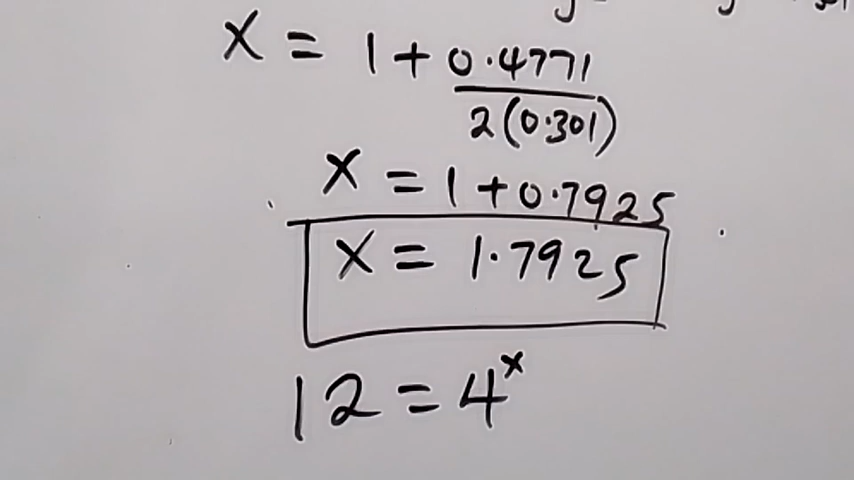 x = 1 + 0.4771
2(0.301)
x = 1 + 0.7925
x = 1.7925
12 = 4^x